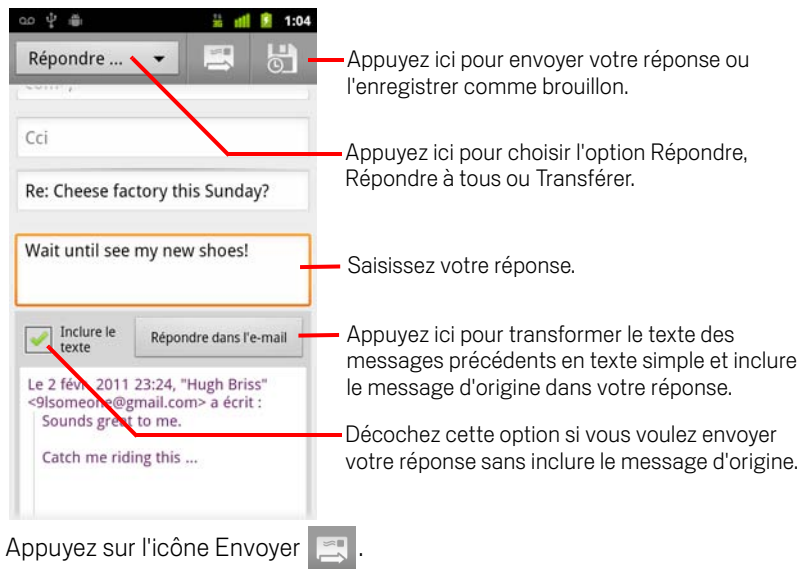 1:04
Répondre ...
Appuyez ici pour envoyer votre réponse ou
l'enregistrer comme brouillon.
Cci
Appuyez ici pour choisir l'option Répondre,
Répondre à tous ou Transférer.
Re: Cheese factory this Sunday?
Wait until see my new shoes!
Saisissez votre réponse.
Inclure le
texte
Répondre dans l'e-mail
Appuyez ici pour transformer le texte des
messages précédents en texte simple et inclure
le message d'origine dans votre réponse.
Le 2 févr. 2011 23:24, "Hugh Briss"
<9lsomeone@gmail.com> a écrit :
Sounds great to me.
Catch me riding this ...
Décochez cette option si vous voulez envoyer
votre réponse sans inclure le message d'origine.
Appuyez sur l'icône Envoyer .